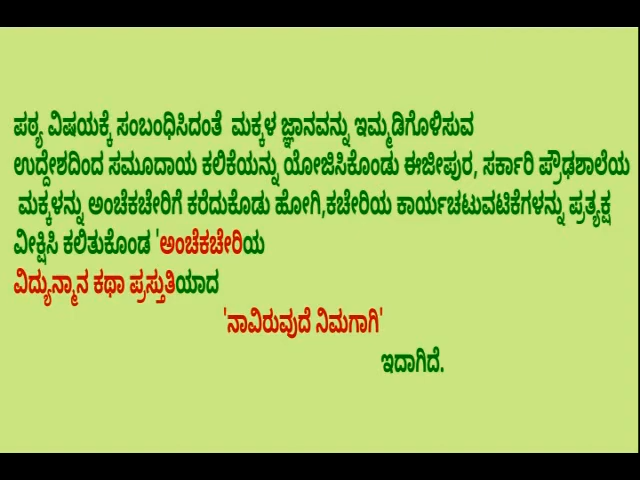 ಪಠ್ಯ ವಿಷಯಕ್ಕೆ ಸಂಬಂಧಿಸಿದಂತೆ ಮಕ್ಕಳ ಜ್ಞಾನವನ್ನು ಇಮ್ಮಡಿಗೊಳಿಸುವ
ಉದ್ದೇಶದಿಂದ ಸಮೂದಾಯ ಕಲಿಕೆಯನ್ನು ಯೋಜಿಸಿಕೊಂಡು ಈಜೀಪುರ, ಸರ್ಕಾರಿ ಪ್ರೌಢಶಾಲೆಯ
ಮಕ್ಕಳನ್ನು ಅಂಚೆಕಚೇರಿಗೆ ಕರೆದುಕೊಡು ಹೋಗಿ,ಕಚೇರಿಯ ಕಾರ್ಯಚಟುವಟಿಕೆಗಳನ್ನು ಪ್ರತ್ಯಕ್ಷ
ವೀಕ್ಷಿಸಿ ಕಲಿತುಕೊಂಡ 'ಅಂಚೆಕಚೇರಿಯ
ವಿದ್ಯುನ್ಮಾನ ಕಥಾ ಪ್ರಸ್ತುತಿಯಾದ
'ನಾವಿರುವುದೆ ನಿಮಗಾಗಿ'
ಇದಾಗಿದೆ.